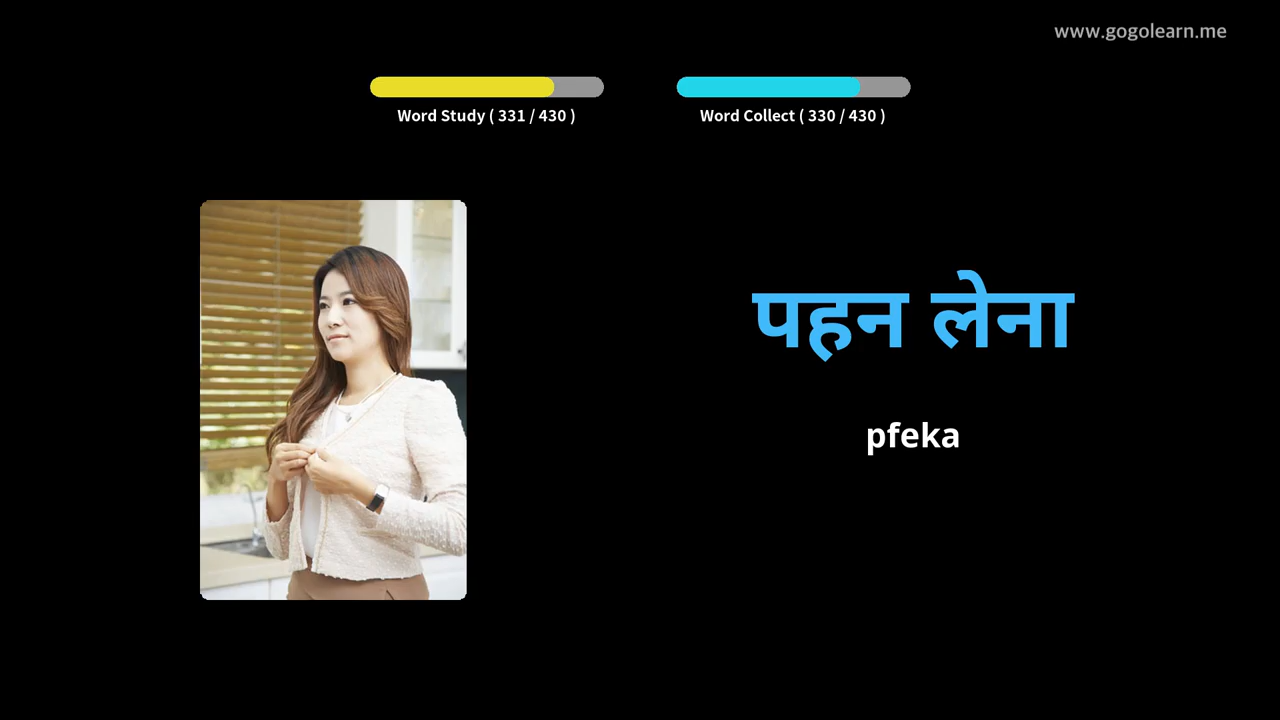 www.gogolearn.me
Word Study ( 331 / 430 )
Word Collect ( 330 / 430 )
पहन लेना
pfeka